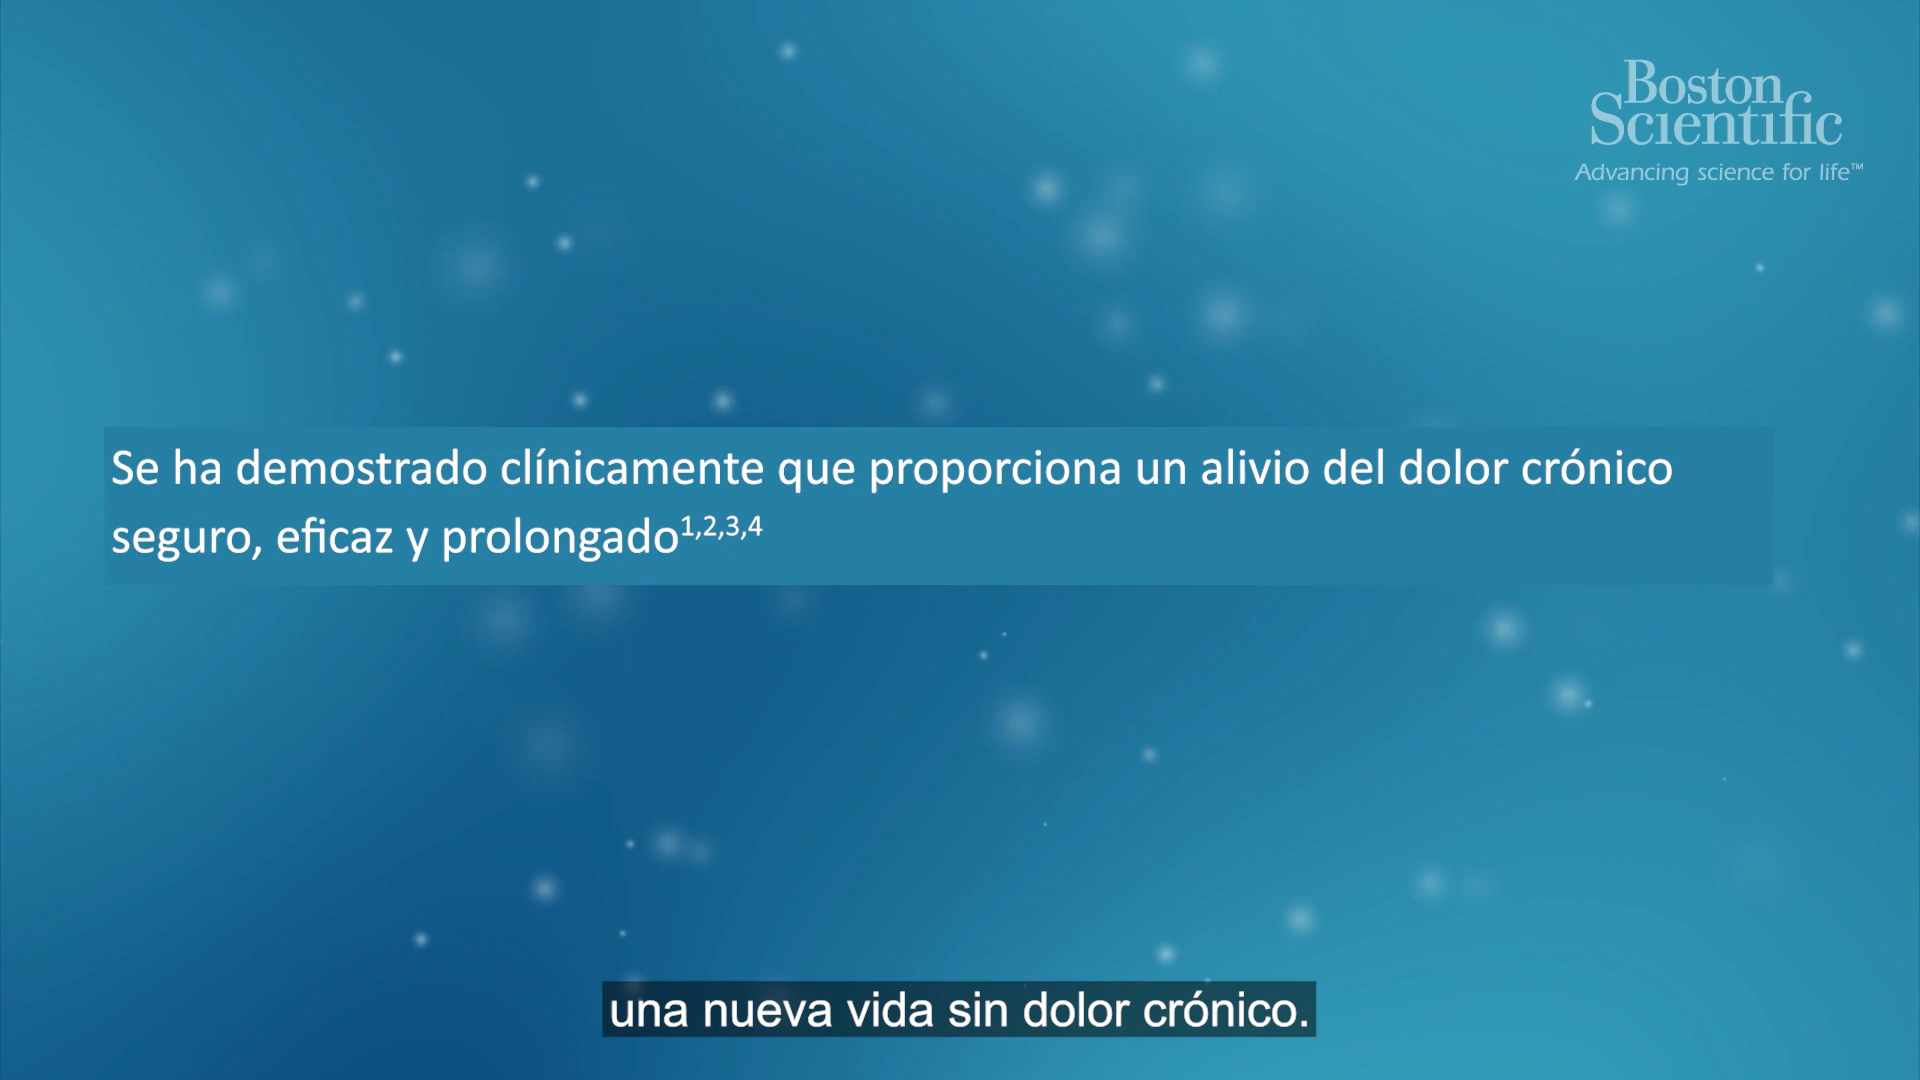 Boston
Scientific
Advancing science for life™
Se ha demostrado clínicamente que proporciona un alivio del dolor crónico
seguro, eficaz y prolongado1,2,3,4
una nueva vida sin dolor crónico.